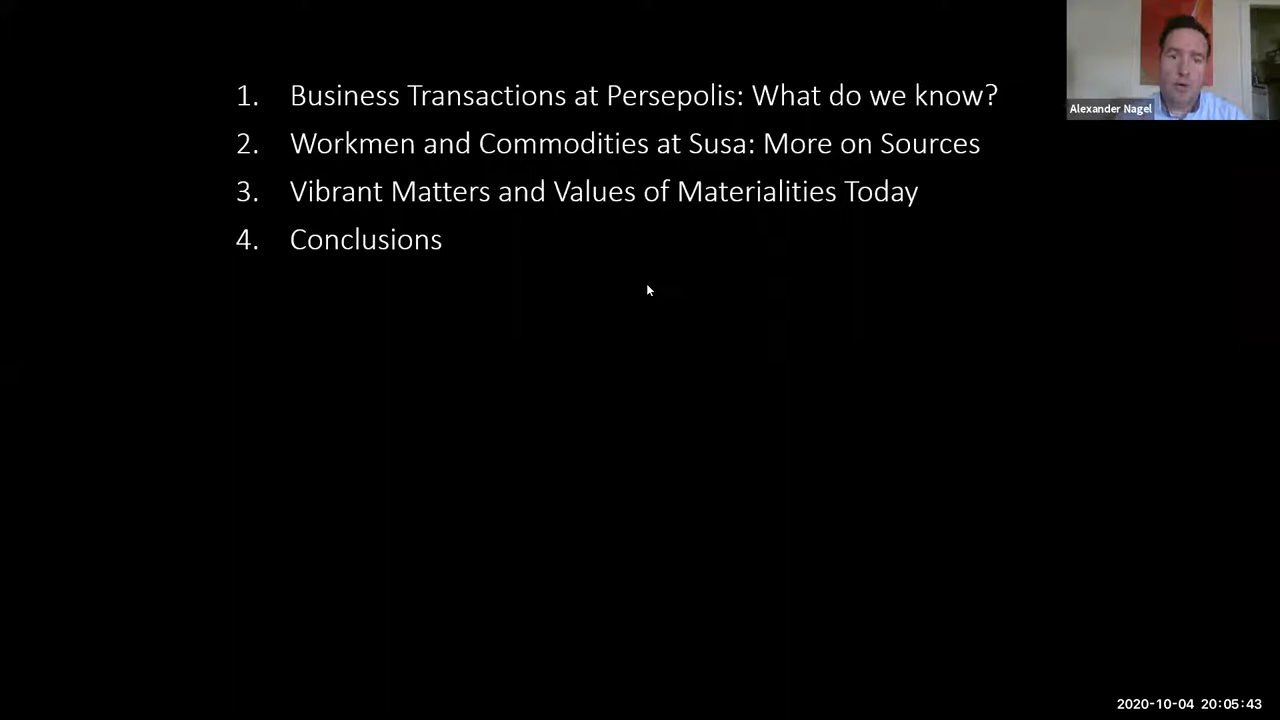 1. Business Transactions at Persepolis: What do we know?
2. Workmen and Commodities at Susa: More on Sources
3. Vibrant Matters and Values of Materialities Today
4. Conclusions
Alexander Nagel
2020-10-04 20:05:43